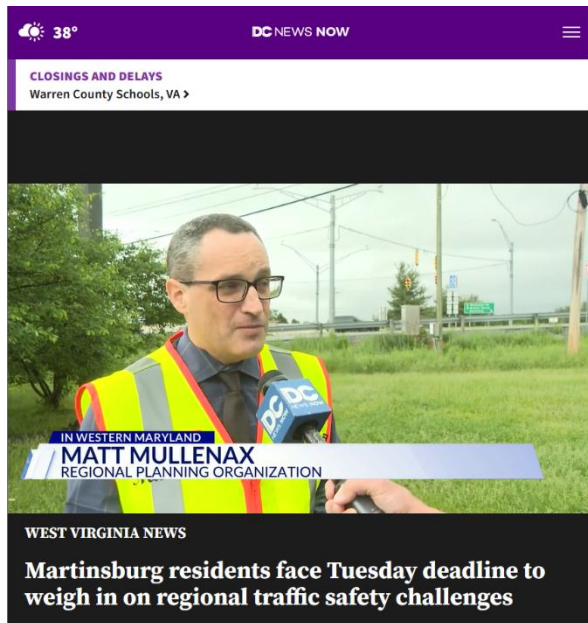 38°
DC NEWS NOW
CLOSINGS AND DELAYS
Warren County Schools, VA >
DC
NEWS NOW
IN WESTERN MARYLAND
MATT MULLENAX
REGIONAL PLANNING ORGANIZATION
WEST VIRGINIA NEWS
Martinsburg residents face Tuesday deadline to
weigh in on regional traffic safety challenges